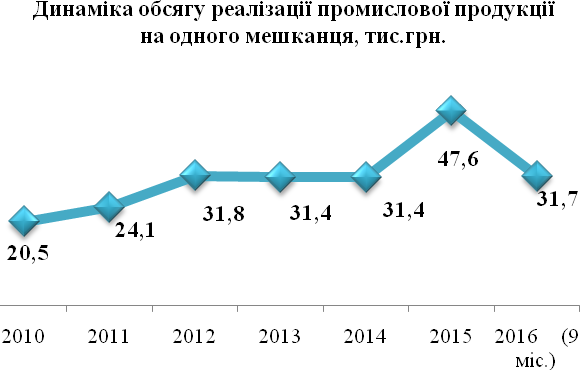 Динаміка обсягу реалізації промислової продукції
на одного мешканця, тис.грн.
47,6
31,8
31,4
31,4
31,7
24,1
20,5
2010 2011 2012 2013 2014 2015 2016 (9
міс.)